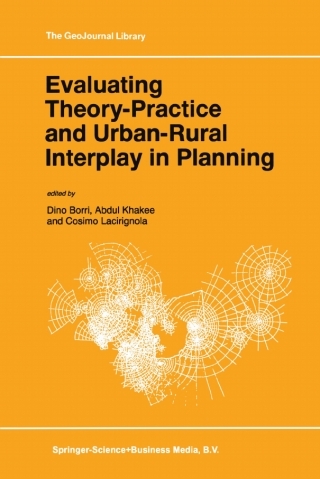 The GeoJournal Library
Evaluating
Theory-Practice
and Urban-Rural
Interplay in Planning
edited by
Dino Borri, Abdul Khakee
and Cosimo Lacirignola
Springer-Science+Business Media, B.V.